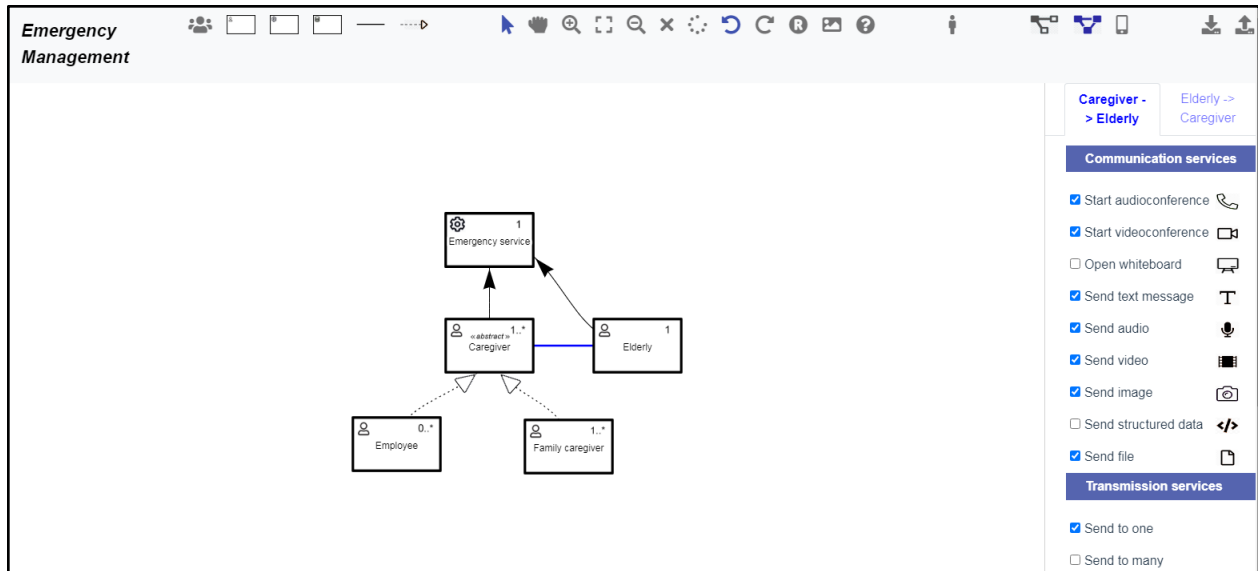 Emergency
Management
Caregiver -
> Elderly
Elderly ->
Caregiver
Communication services
Start audioconference
Start videoconference
Open whiteboard
Send text message
Send audio
Send video
Send image
Send structured data
Send file
Transmission services
Send to one
Send to many
1
Emergency service
«abstract» 1..*
Caregiver
1
Elderly
0..*
Employee
1..*
Family caregiver